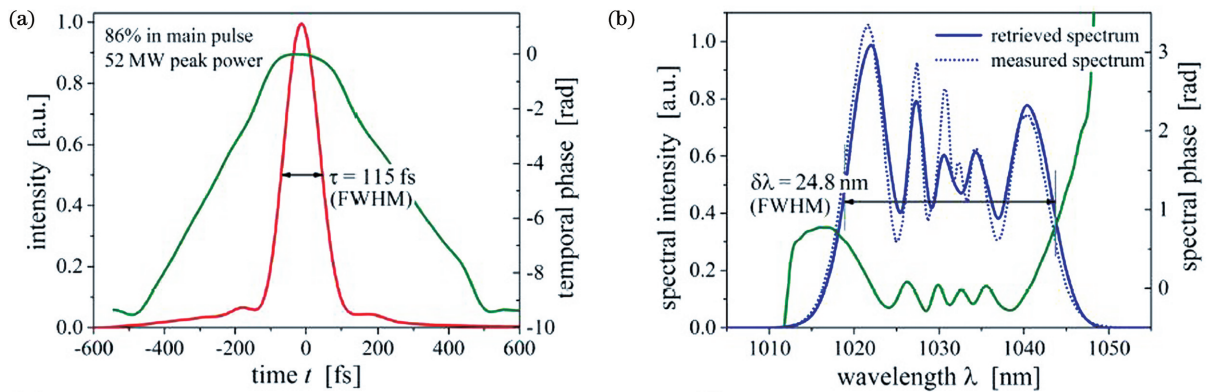 (a)
86% in main pulse
52 MW peak power
τ = 115 fs
(FWHM)
intensity [a.u.]
1.0
0.8
0.6
0.4
0.2
0.0
-600 -400 -200 0 200 400 600
time t [fs]
0
-2
-4
-6
-8
-10
temporal phase [rad]
(b)
retrieved spectrum
measured spectrum
δλ = 24.8 nm
(FWHM)
spectral intensity [a.u.]
1.0
0.8
0.6
0.4
0.2
0.0
1010 1020 1030 1040 1050
wavelength λ [nm]
3
2
1
0
spectral phase [rad]